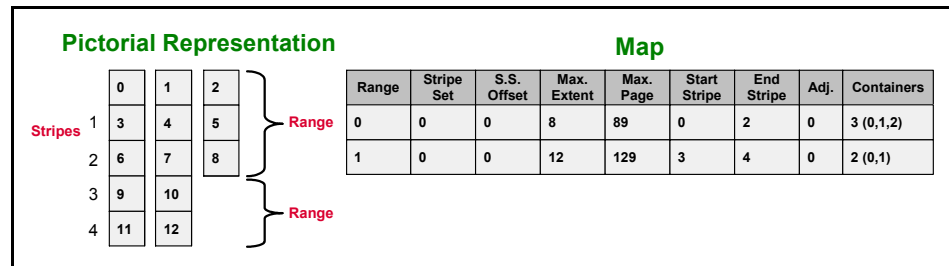 Pictorial Representation
Map
0 1 2
Stripes 1 3 4 5 Range
2 6 7 8
3 9 10
Range
4 11 12
Range Stripe Set S.S. Offset Max. Extent Max. Page Start Stripe End Stripe Adj. Containers
0 0 0 8 89 0 2 0 3 (0,1,2)
1 0 0 12 129 3 4 0 2 (0,1)